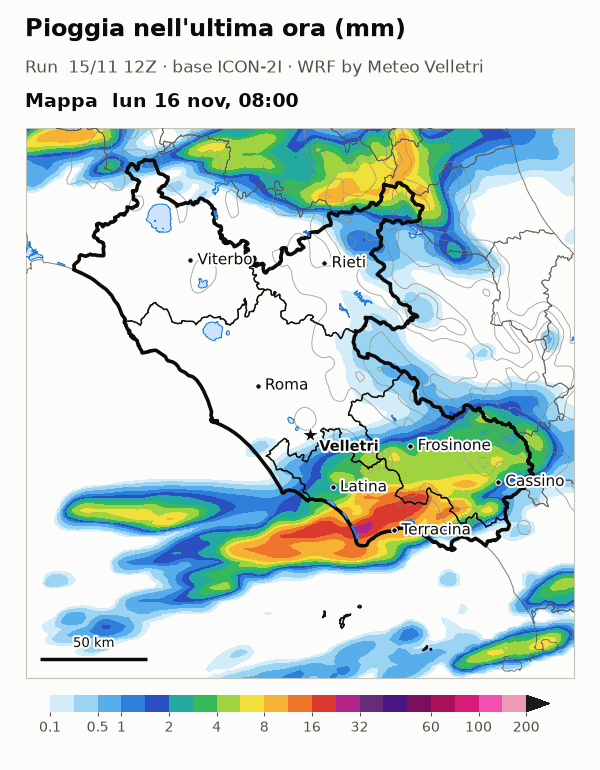 Pioggia nell'ultima ora (mm)
Run  15/11 12Z · base ICON-2I · WRF by Meteo Velletri
Mappa  lun 16 nov, 08:00
Viterbo
Rieti
Roma
Velletri
Frosinone
Latina
Cassino
Terracina
50 km
0.1 0.5 1 2 4 8 16 32 60 100 200